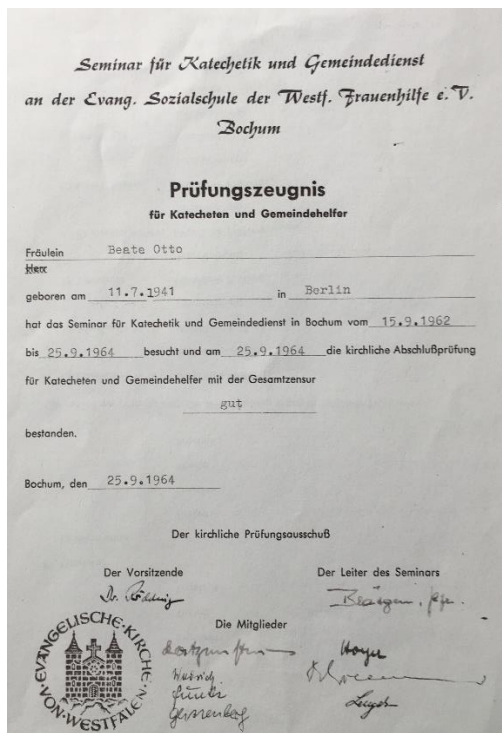 Seminar für Katechetik und Gemeindedienst
an der Evang. Sozialschule der Westf. Frauenhilfe e. V.
Bochum
Prüfungszeugnis
für Katecheten und Gemeindehelfer
Fräulein Beate Otto
Herr
geboren am 11.7.1941 in Berlin
hat das Seminar für Katechetik und Gemeindedienst in Bochum vom 15.9.1962
bis 25.9.1964 besucht und am 25.9.1964 die kirchliche Abschlußprüfung
für Katecheten und Gemeindehelfer mit der Gesamtzensur
gut
bestanden.
Bochum, den 25.9.1964
Der kirchliche Prüfungsausschuß
Der Vorsitzende Der Leiter des Seminars
Dr.
Die Mitglieder
EVANGELISCHE KIRCHE VON WESTFALEN